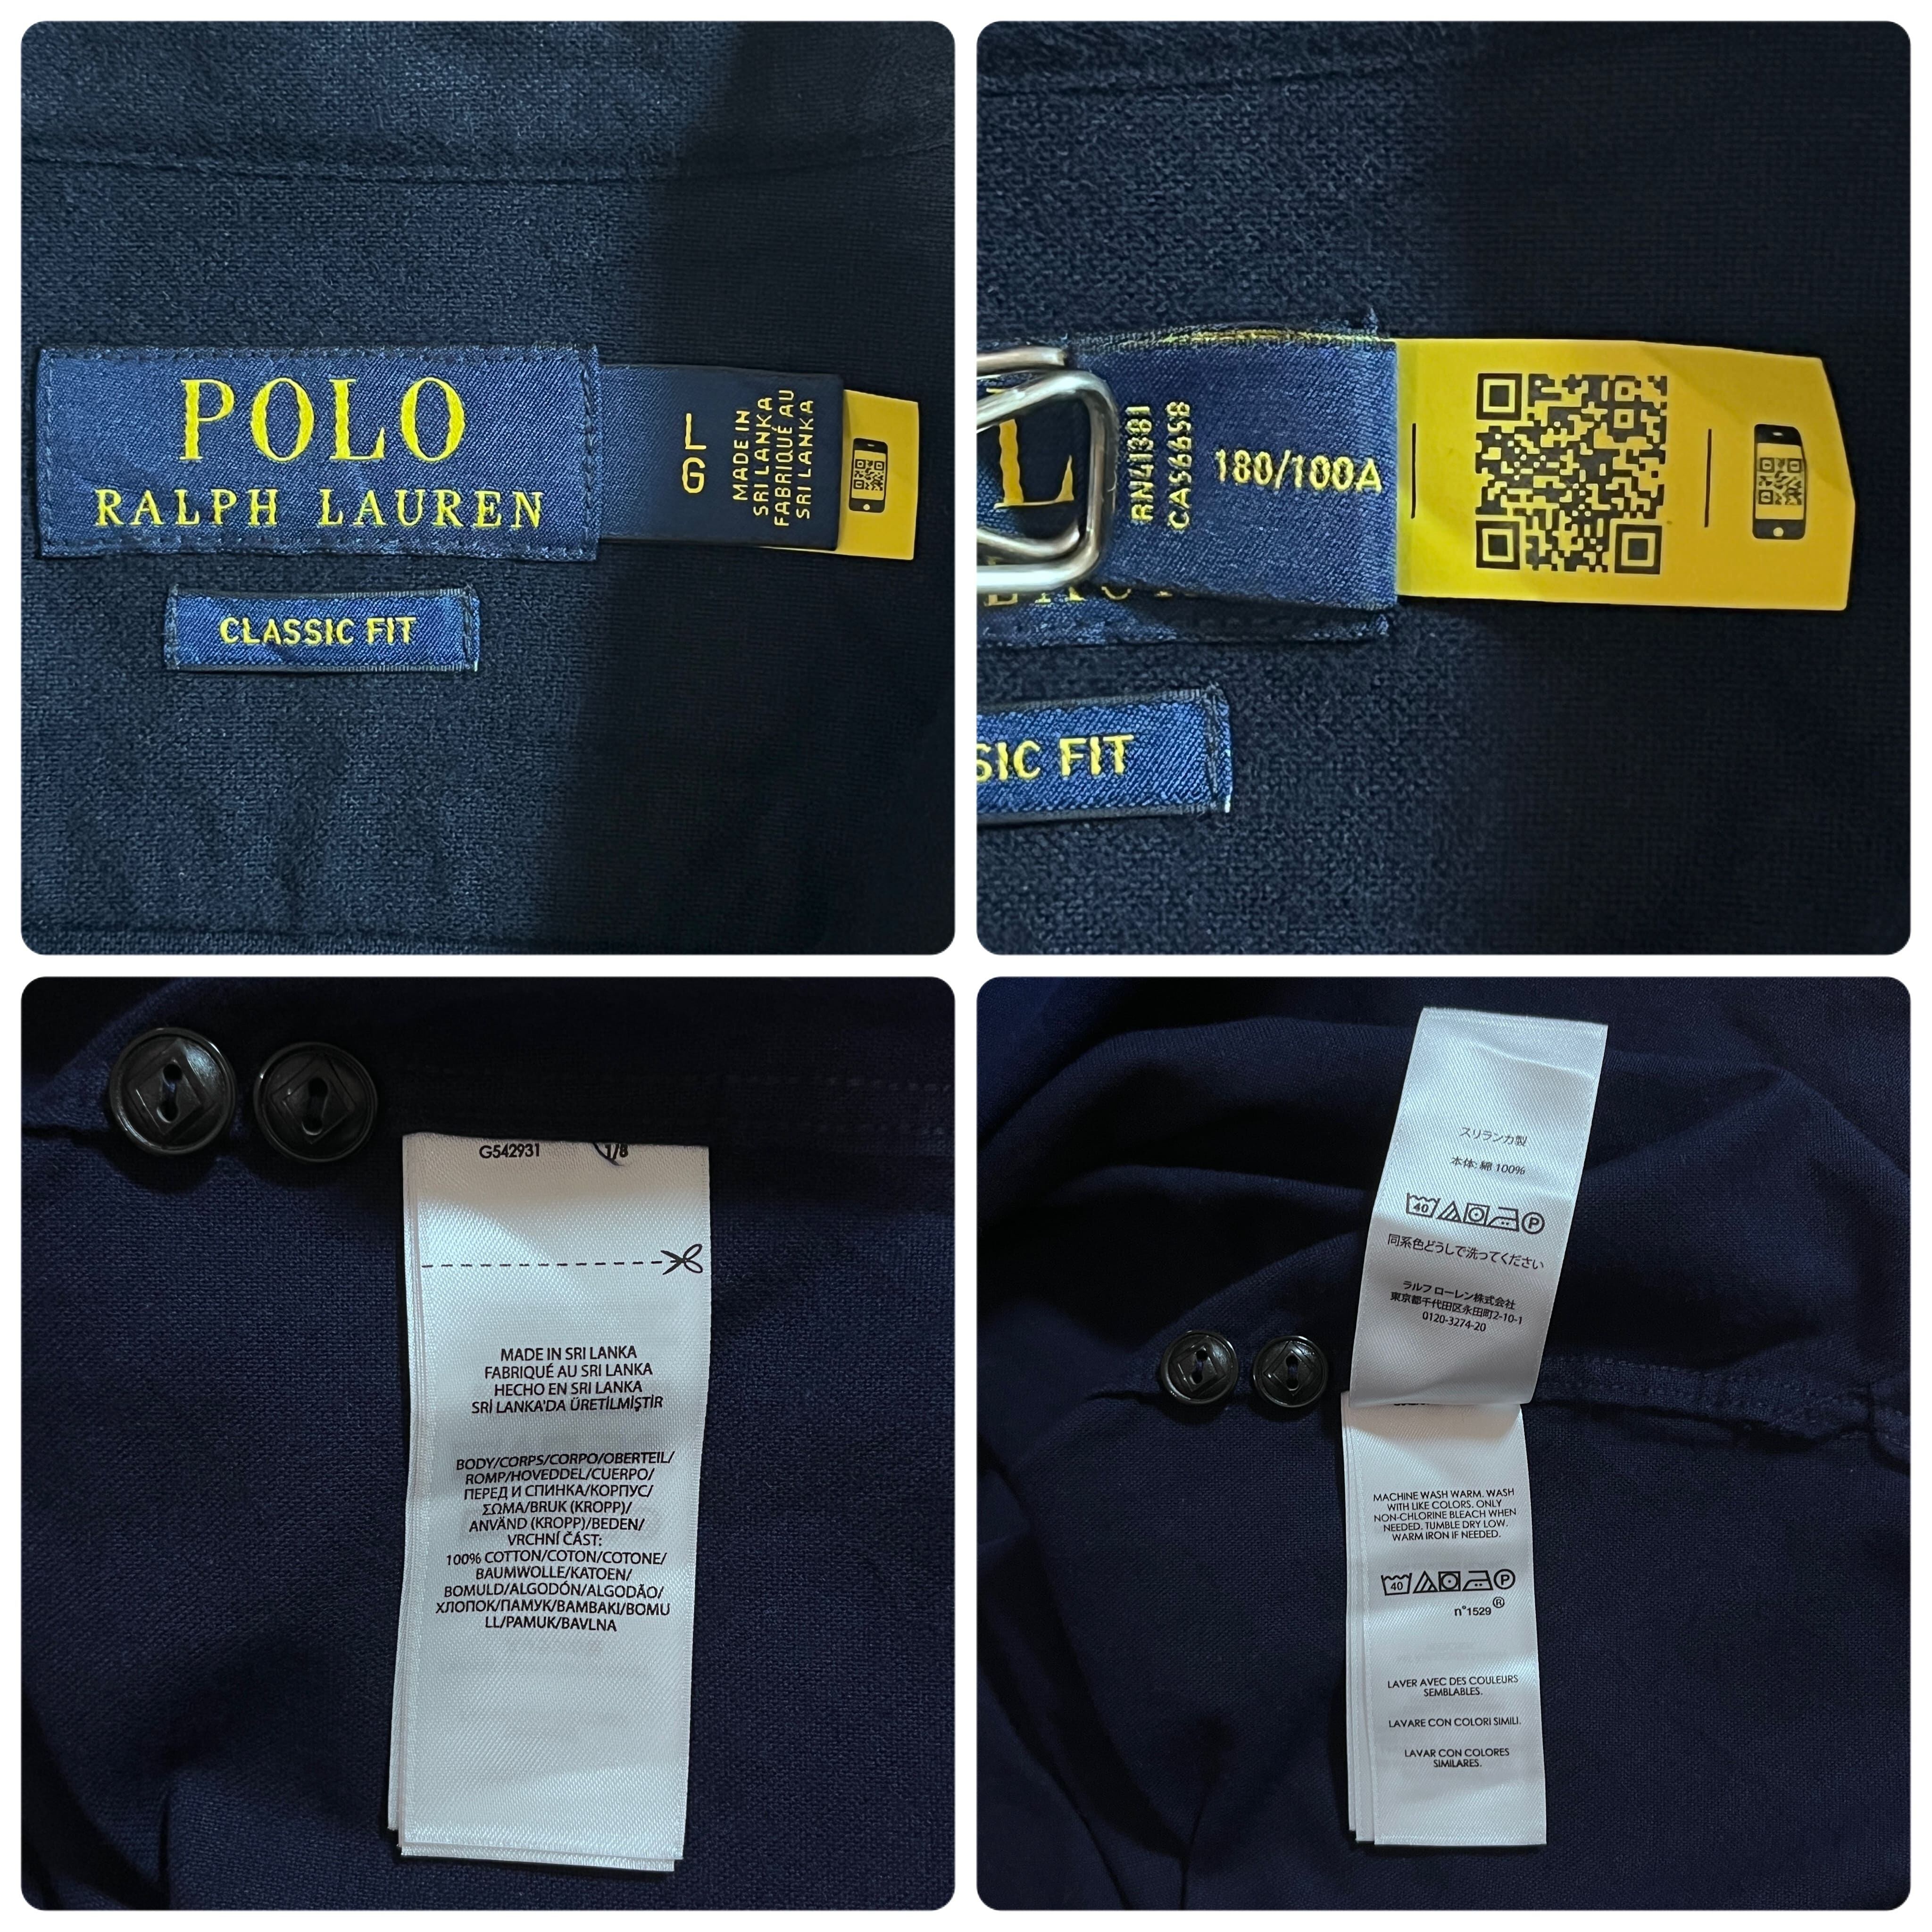 POLO
RALPH LAUREN
L
G
MADE IN
SRI LANKA
FABRIQUÉ AU
SRI LANKA
CLASSIC FIT
L
RN41381
CA56658
180/100A
SIC FIT
G542931
1/8
MADE IN SRI LANKA
FABRIQUÉ AU SRI LANKA
HECHO EN SRI LANKA
SRİ LANKA'DA ÜRETİLMİŞTİR
BODY/CORPS/CORPO/OBERTEIL/
ROMP/HOVEDDEL/CUERPO/
ПЕРЕД И СПИНКА/КОРПУС/
ΣΩΜΑ/BRUK (KROPP)/
ANVÄND (KROPP)/BEDEN/
VRCHNÍ ČÁST:
100% COTTON/COTON/COTONE/
BAUMWOLLE/KATOEN/
BOMULD/ALGODÓN/ALGODÃO/
ХЛОПОК/ПАМУК/BAMBAKI/BOMU
LL/PAMUK/BAVLNA
スリランカ製
本体: 綿 100%
40 P
同系色どうしで洗ってください
ラルフ ローレン株式会社
東京都千代田区永田町2-10-1
0120-3274-20
MACHINE WASH WARM. WASH
WITH LIKE COLORS. ONLY
NON-CHLORINE BLEACH WHEN
NEEDED. TUMBLE DRY LOW.
WARM IRON IF NEEDED.
40 P
n°1529 ®
LAVER AVEC DES COULEURS
SEMBLABLES.
LAVARE CON COLORI SIMILI.
LAVAR CON COLORES
SIMILARES.